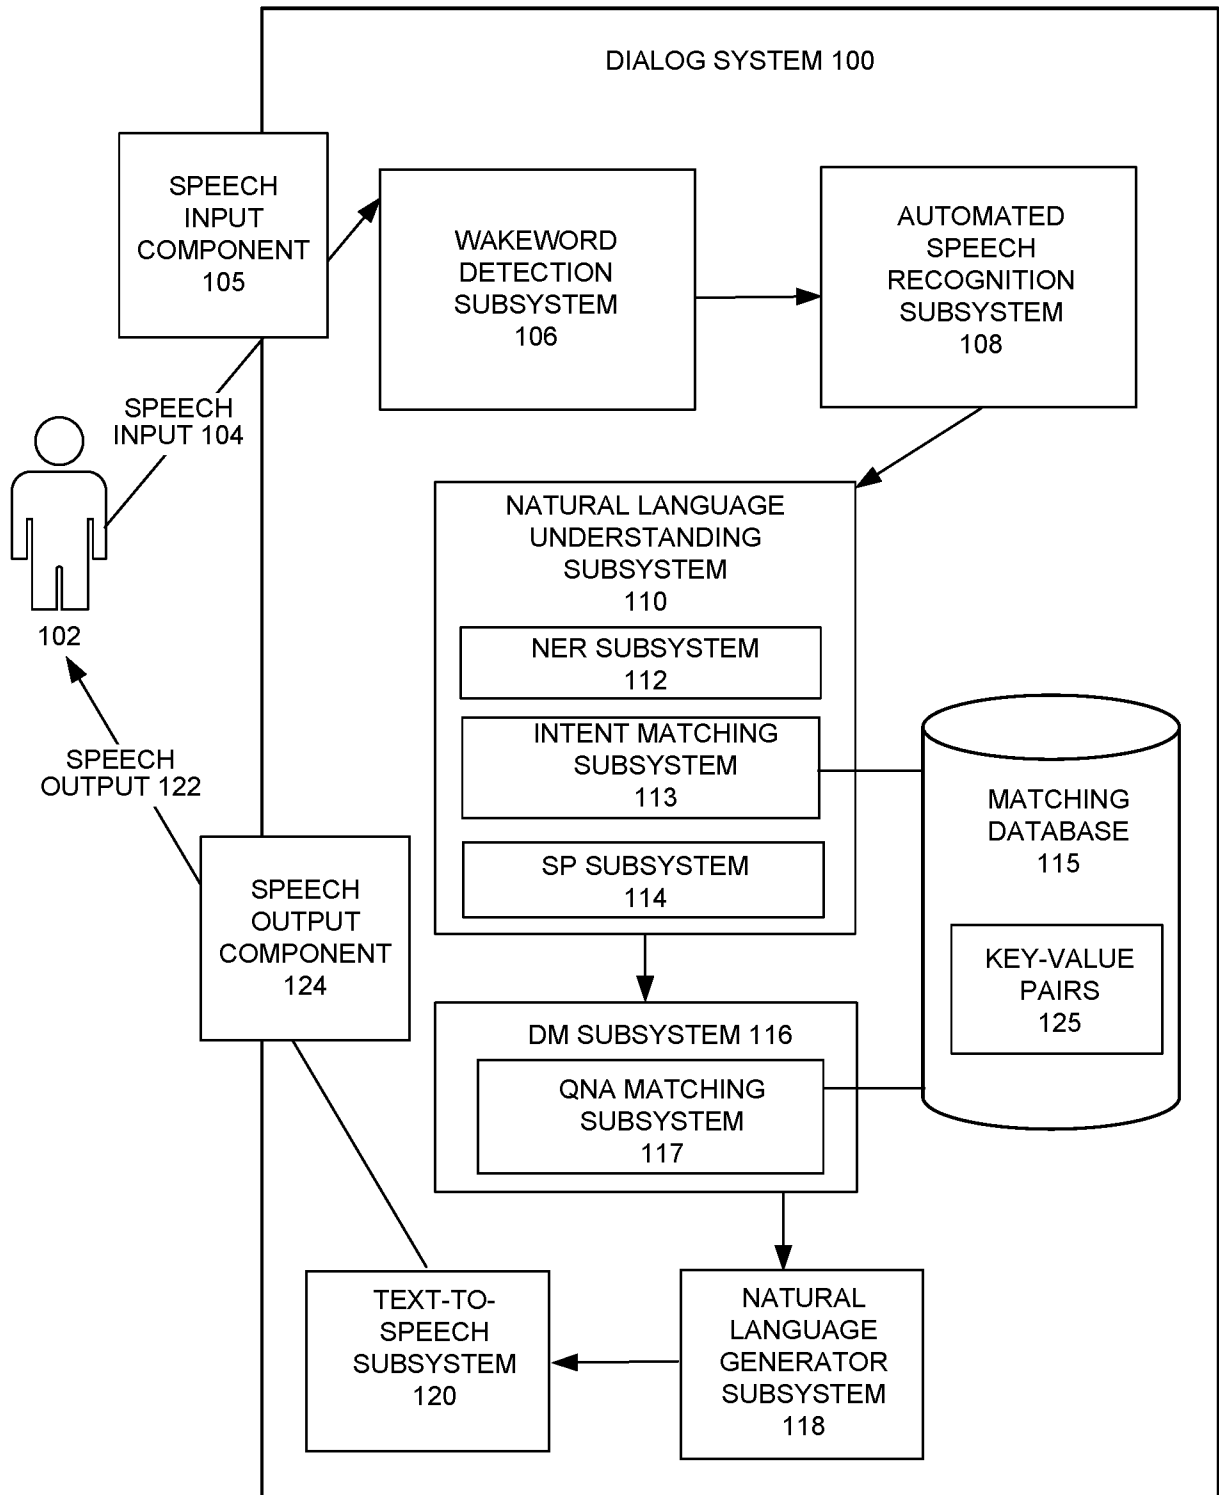 DIALOG SYSTEM 100
SPEECH
INPUT
COMPONENT
105
WAKEWORD
DETECTION
SUBSYSTEM
106
AUTOMATED
SPEECH
RECOGNITION
SUBSYSTEM
108
SPEECH
INPUT 104
102
NATURAL LANGUAGE
UNDERSTANDING
SUBSYSTEM
110
NER SUBSYSTEM
112
INTENT MATCHING
SUBSYSTEM
113
SP SUBSYSTEM
114
MATCHING
DATABASE
115
KEY-VALUE
PAIRS
125
SPEECH
OUTPUT 122
SPEECH
OUTPUT
COMPONENT
124
DM SUBSYSTEM 116
QNA MATCHING
SUBSYSTEM
117
TEXT-TO-
SPEECH
SUBSYSTEM
120
NATURAL
LANGUAGE
GENERATOR
SUBSYSTEM
118